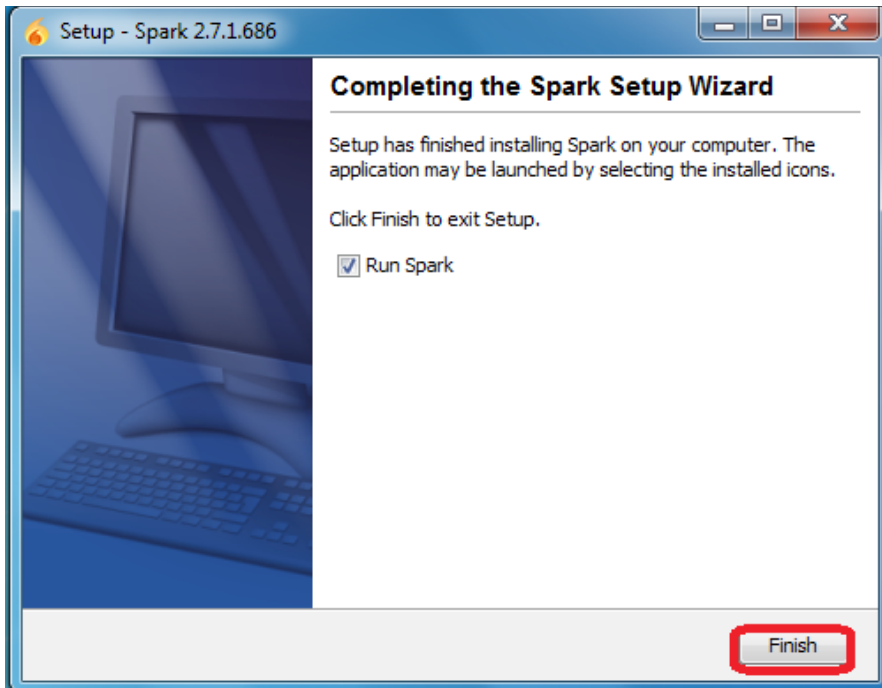 Setup - Spark 2.7.1.686
Completing the Spark Setup Wizard
Setup has finished installing Spark on your computer. The
application may be launched by selecting the installed icons.
Click Finish to exit Setup.
Run Spark
Finish